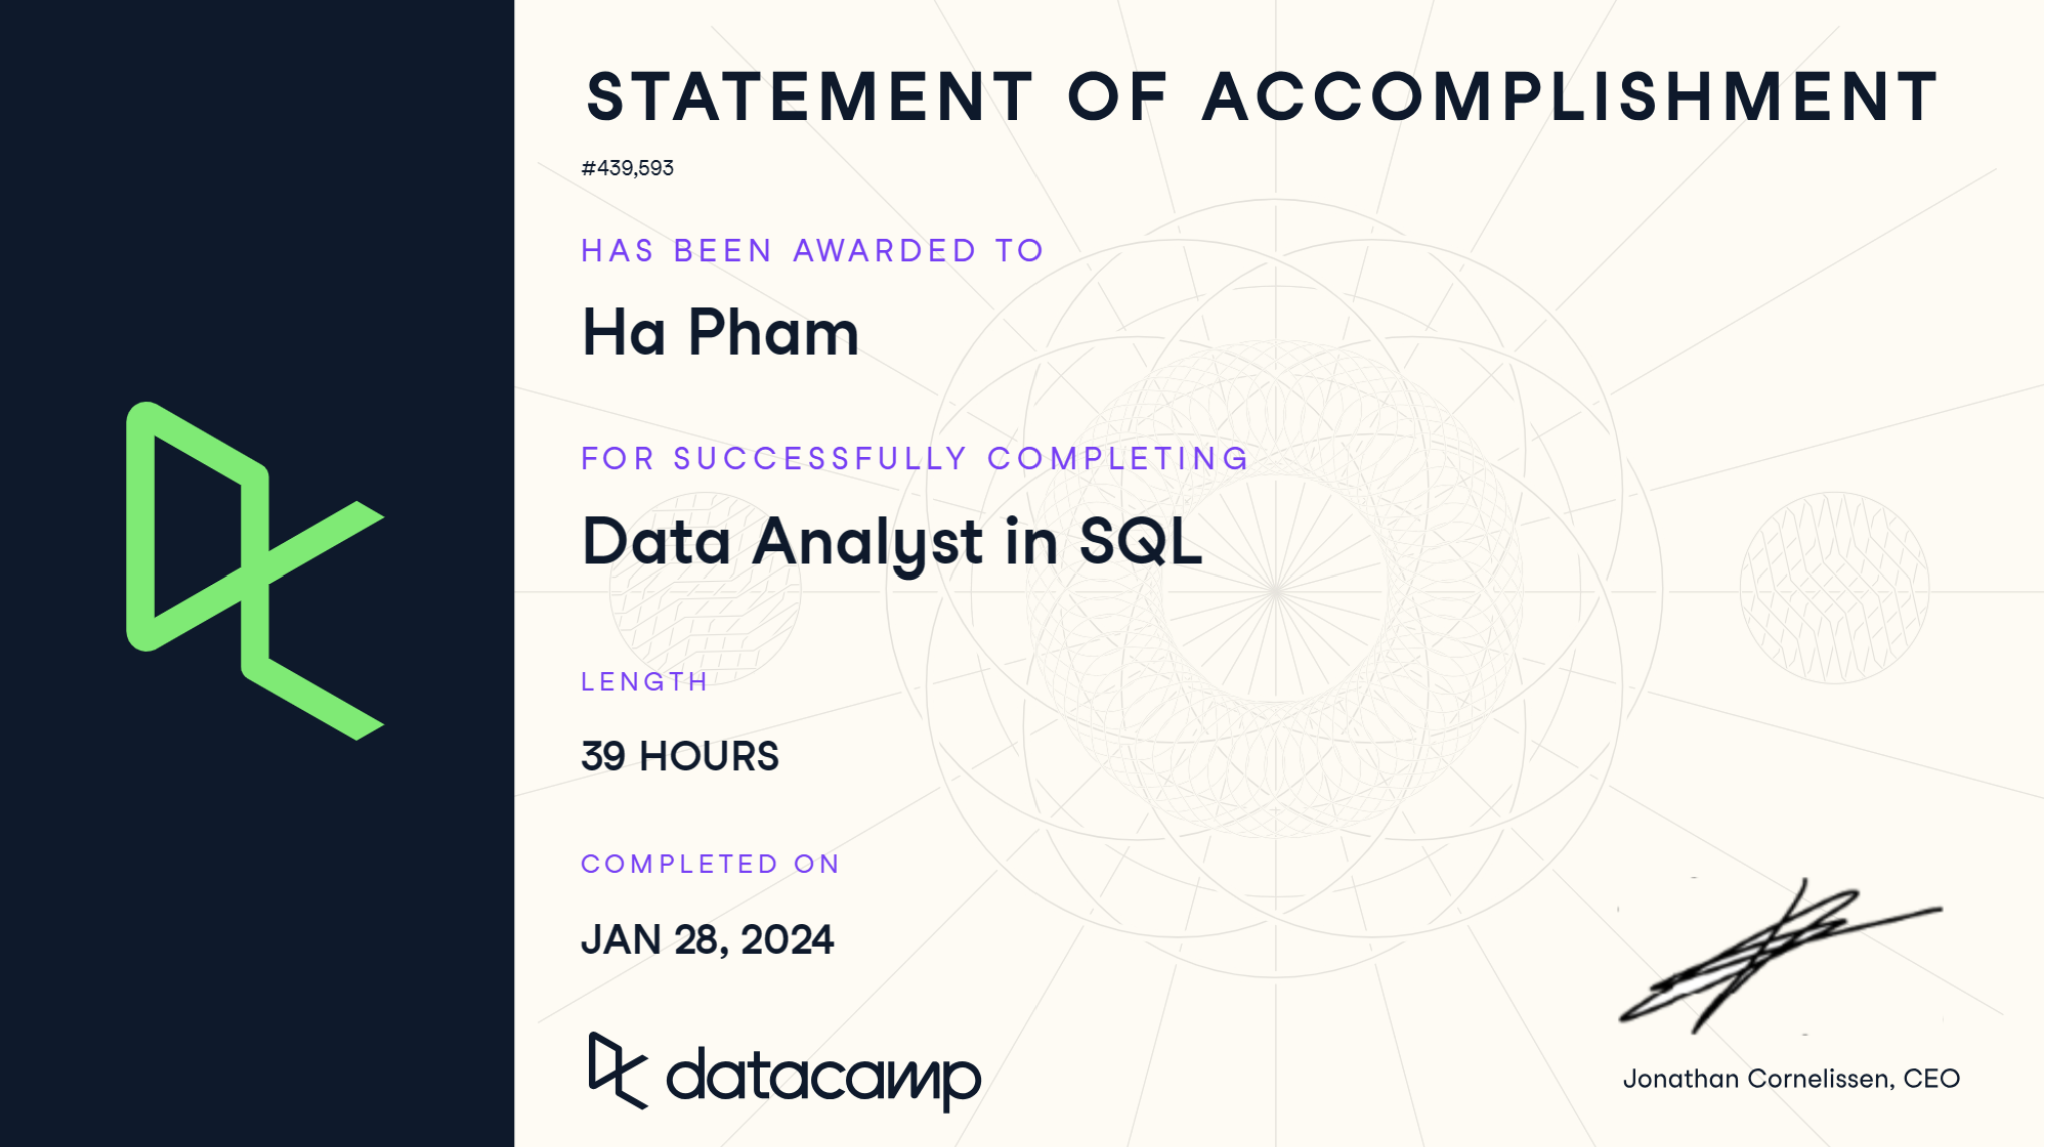 STATEMENT OF ACCOMPLISHMENT
#439,593
HAS BEEN AWARDED TO
Ha Pham
FOR SUCCESSFULLY COMPLETING
Data Analyst in SQL
LENGTH
39 HOURS
COMPLETED ON
JAN 28, 2024
datacamp
Jonathan Cornelissen, CEO